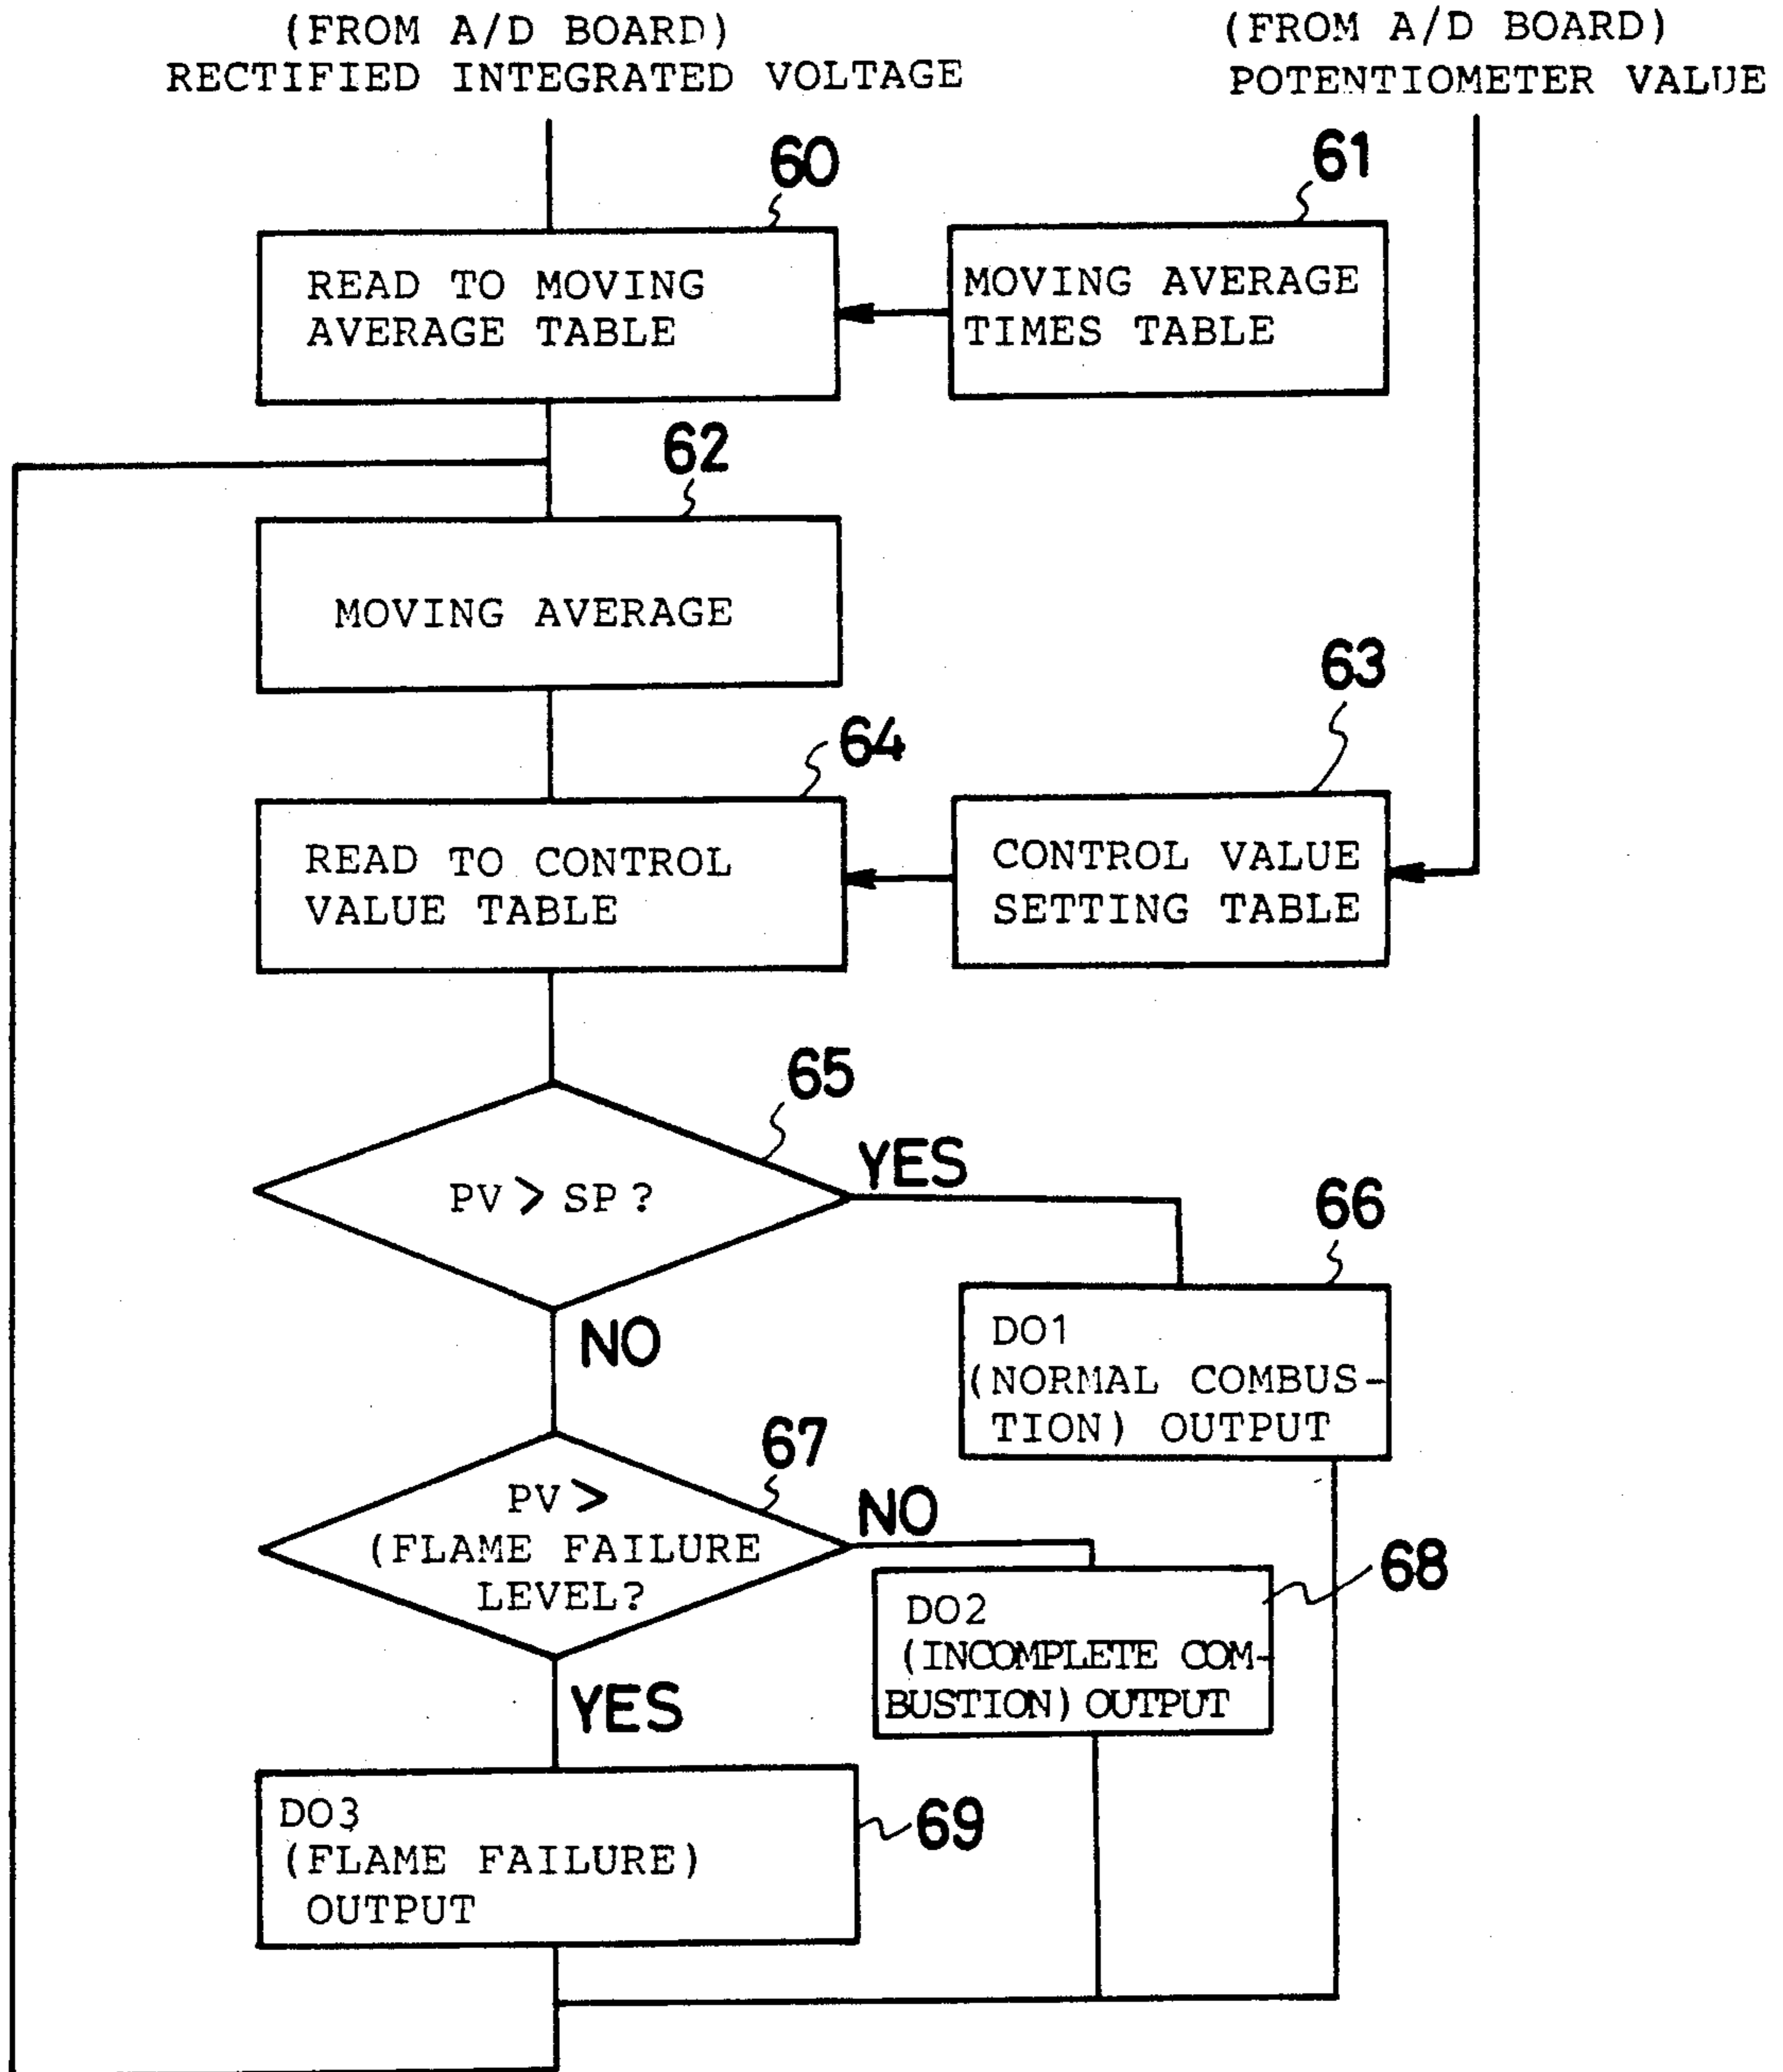 (FROM A/D BOARD)
RECTIFIED INTEGRATED VOLTAGE
(FROM A/D BOARD)
POTENTIOMETER VALUE
60
61
READ TO MOVING
AVERAGE TABLE
MOVING AVERAGE
TIMES TABLE
62
MOVING AVERAGE
63
64
READ TO CONTROL
VALUE TABLE
CONTROL VALUE
SETTING TABLE
65
PV > SP?
YES
66
NO
DO1
(NORMAL COMBUS-
TION) OUTPUT
67
PV >
(FLAME FAILURE
LEVEL?
NO
68
DO2
(INCOMPLETE COM-
BUSTION) OUTPUT
YES
DO3
(FLAME FAILURE)
OUTPUT
69